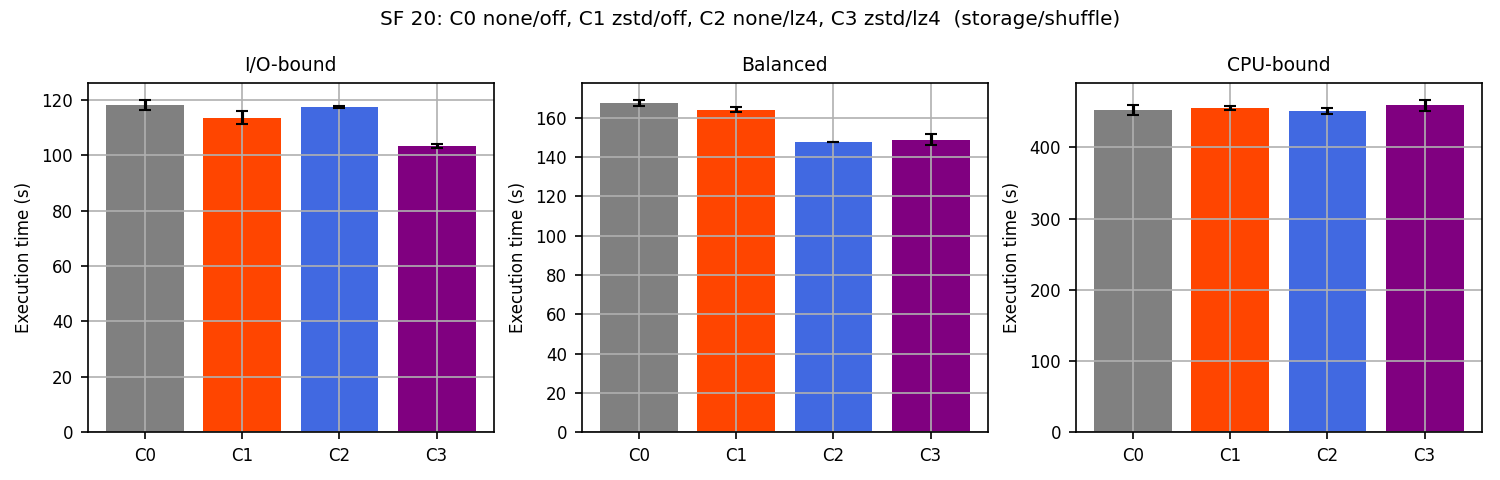 SF 20: C0 none/off, C1 zstd/off, C2 none/lz4, C3 zstd/lz4  (storage/shuffle)
I/O-bound
Execution time (s)
120
100
80
60
40
20
0
C0 C1 C2 C3
Balanced
Execution time (s)
160
140
120
100
80
60
40
20
0
C0 C1 C2 C3
CPU-bound
Execution time (s)
400
300
200
100
0
C0 C1 C2 C3